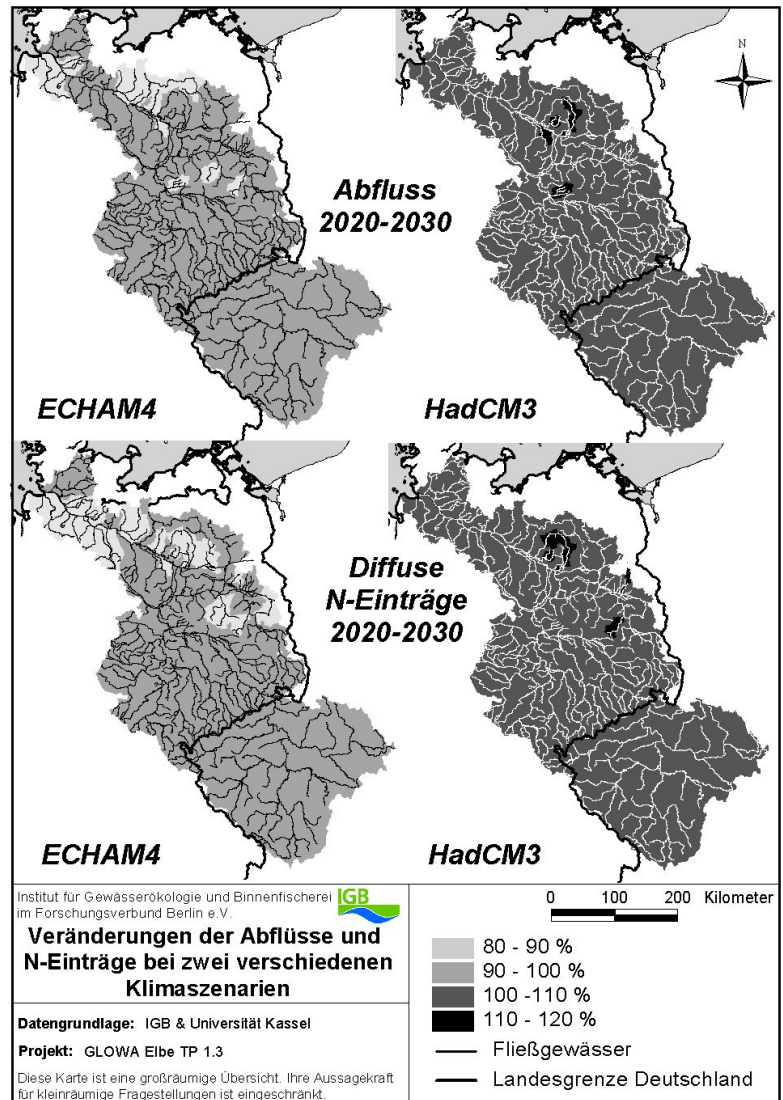 N
Abfluss
2020-2030
ECHAM4
HadCM3
Diffuse
N-Einträge
2020-2030
ECHAM4
HadCM3
Institut für Gewässerökologie und Binnenfischerei
im Forschungsverbund Berlin e.V.
IGB
Veränderungen der Abflüsse und
N-Einträge bei zwei verschiedenen
Klimaszenarien
Datengrundlage: IGB & Universität Kassel
Projekt: GLOWA Elbe TP 1.3
Diese Karte ist eine großräumige Übersicht. Ihre Aussagekraft
für kleinräumige Fragestellungen ist eingeschränkt.
0 100 200 Kilometer
80 - 90 %
90 - 100 %
100 -110 %
110 - 120 %
Fließgewässer
Landesgrenze Deutschland